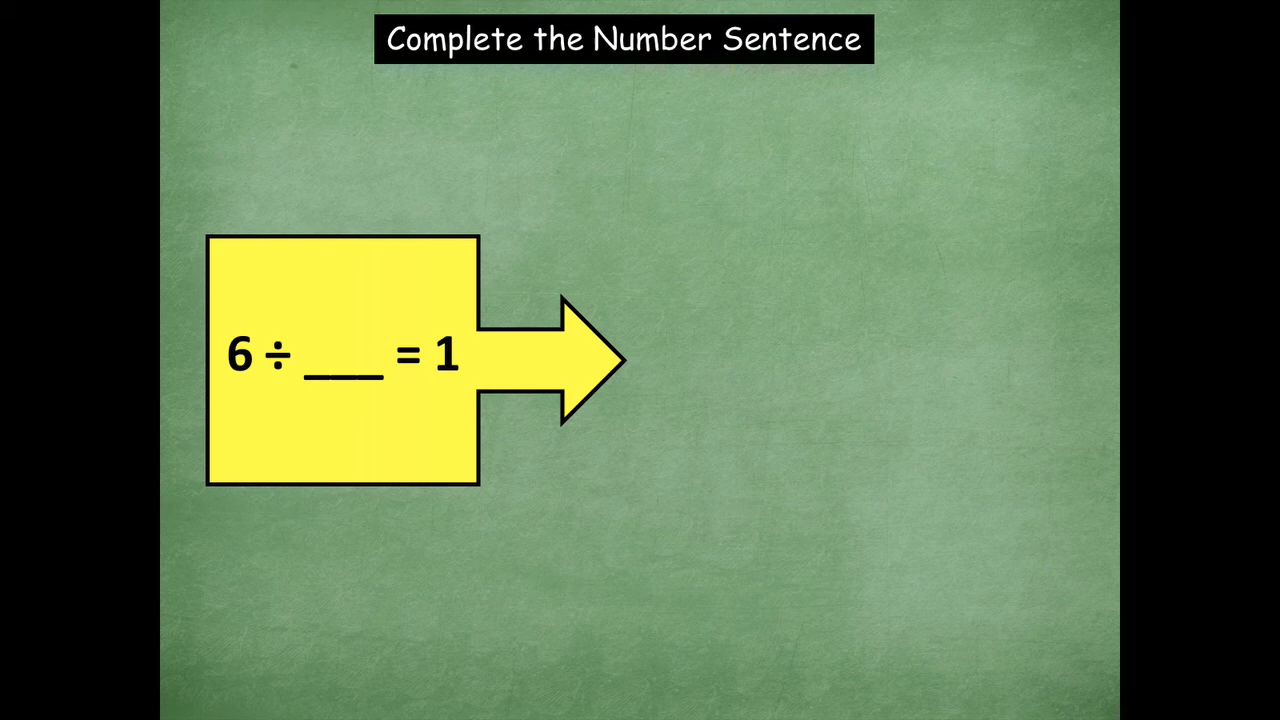 Complete the Number Sentence
6 ÷ ___ = 1